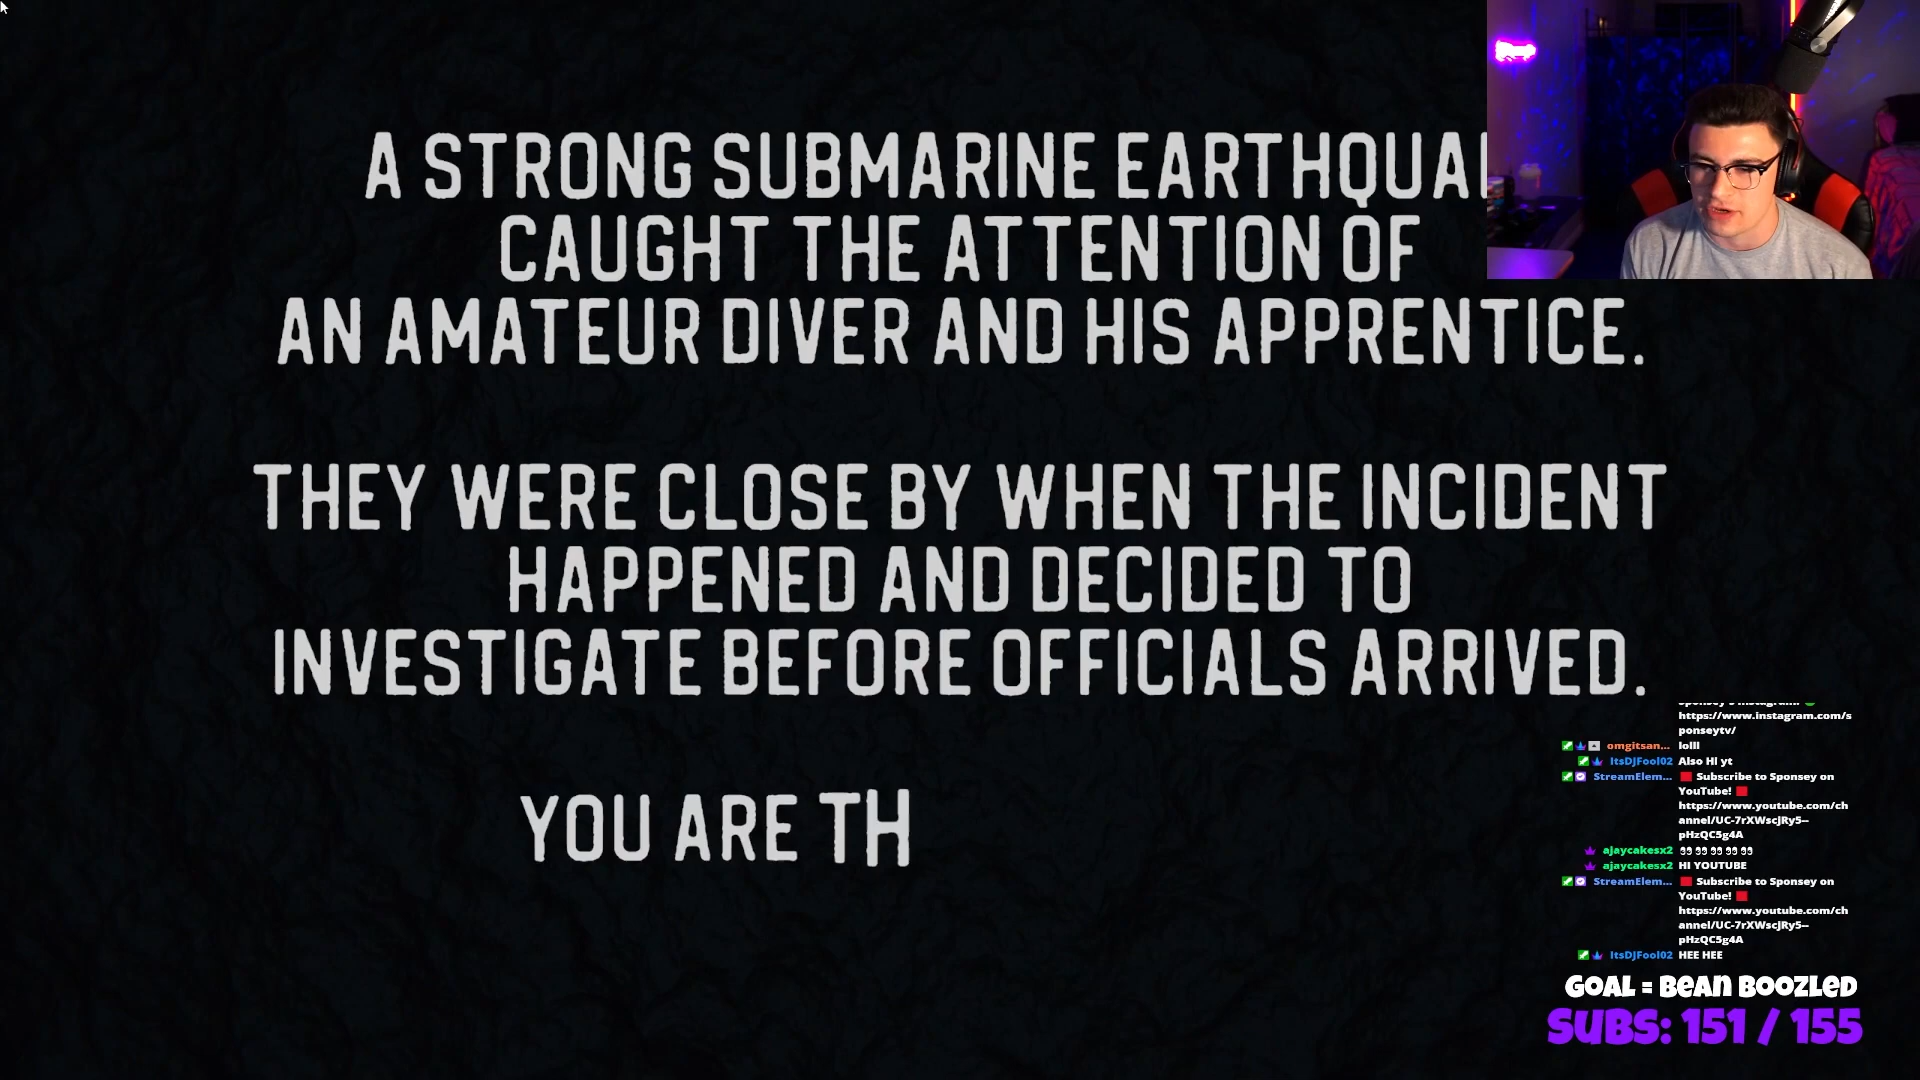 A STRONG SUBMARINE EARTHQUA
CAUGHT THE ATTENTION OF
AN AMATEUR DIVER AND HIS APPRENTICE.
THEY WERE CLOSE BY WHEN THE INCIDENT
HAPPENED AND DECIDED TO
INVESTIGATE BEFORE OFFICIALS ARRIVED.
YOU ARE TH
https://www.instagram.com/s
ponseytv/
omgitsan... lolll
ItsDJFool02 Also Hi yt
StreamElem... Subscribe to Sponsey on
YouTube!
https://www.youtube.com/ch
annel/UC-7rXWscJRy5--
pHzQC5g4A
ajaycakesx2
ajaycakesx2 HI YOUTUBE
StreamElem... Subscribe to Sponsey on
YouTube!
https://www.youtube.com/ch
annel/UC-7rXWscJRy5--
pHzQC5g4A
ItsDJFool02 HEE HEE
GOAL = BEAN BOOZLED
SUBS: 151 / 155